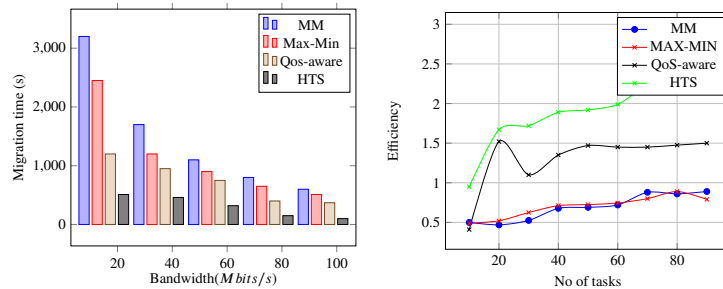 3,000
2,000
1,000
0
Migration time (s)
20
40
60
80
100
Bandwidth(Mbits/s)
MM
Max-Min
Qos-aware
HTS
3
2.5
2
1.5
1
0.5
Efficiency
20
40
60
80
No of tasks
MM
MAX-MIN
QoS-aware
HTS